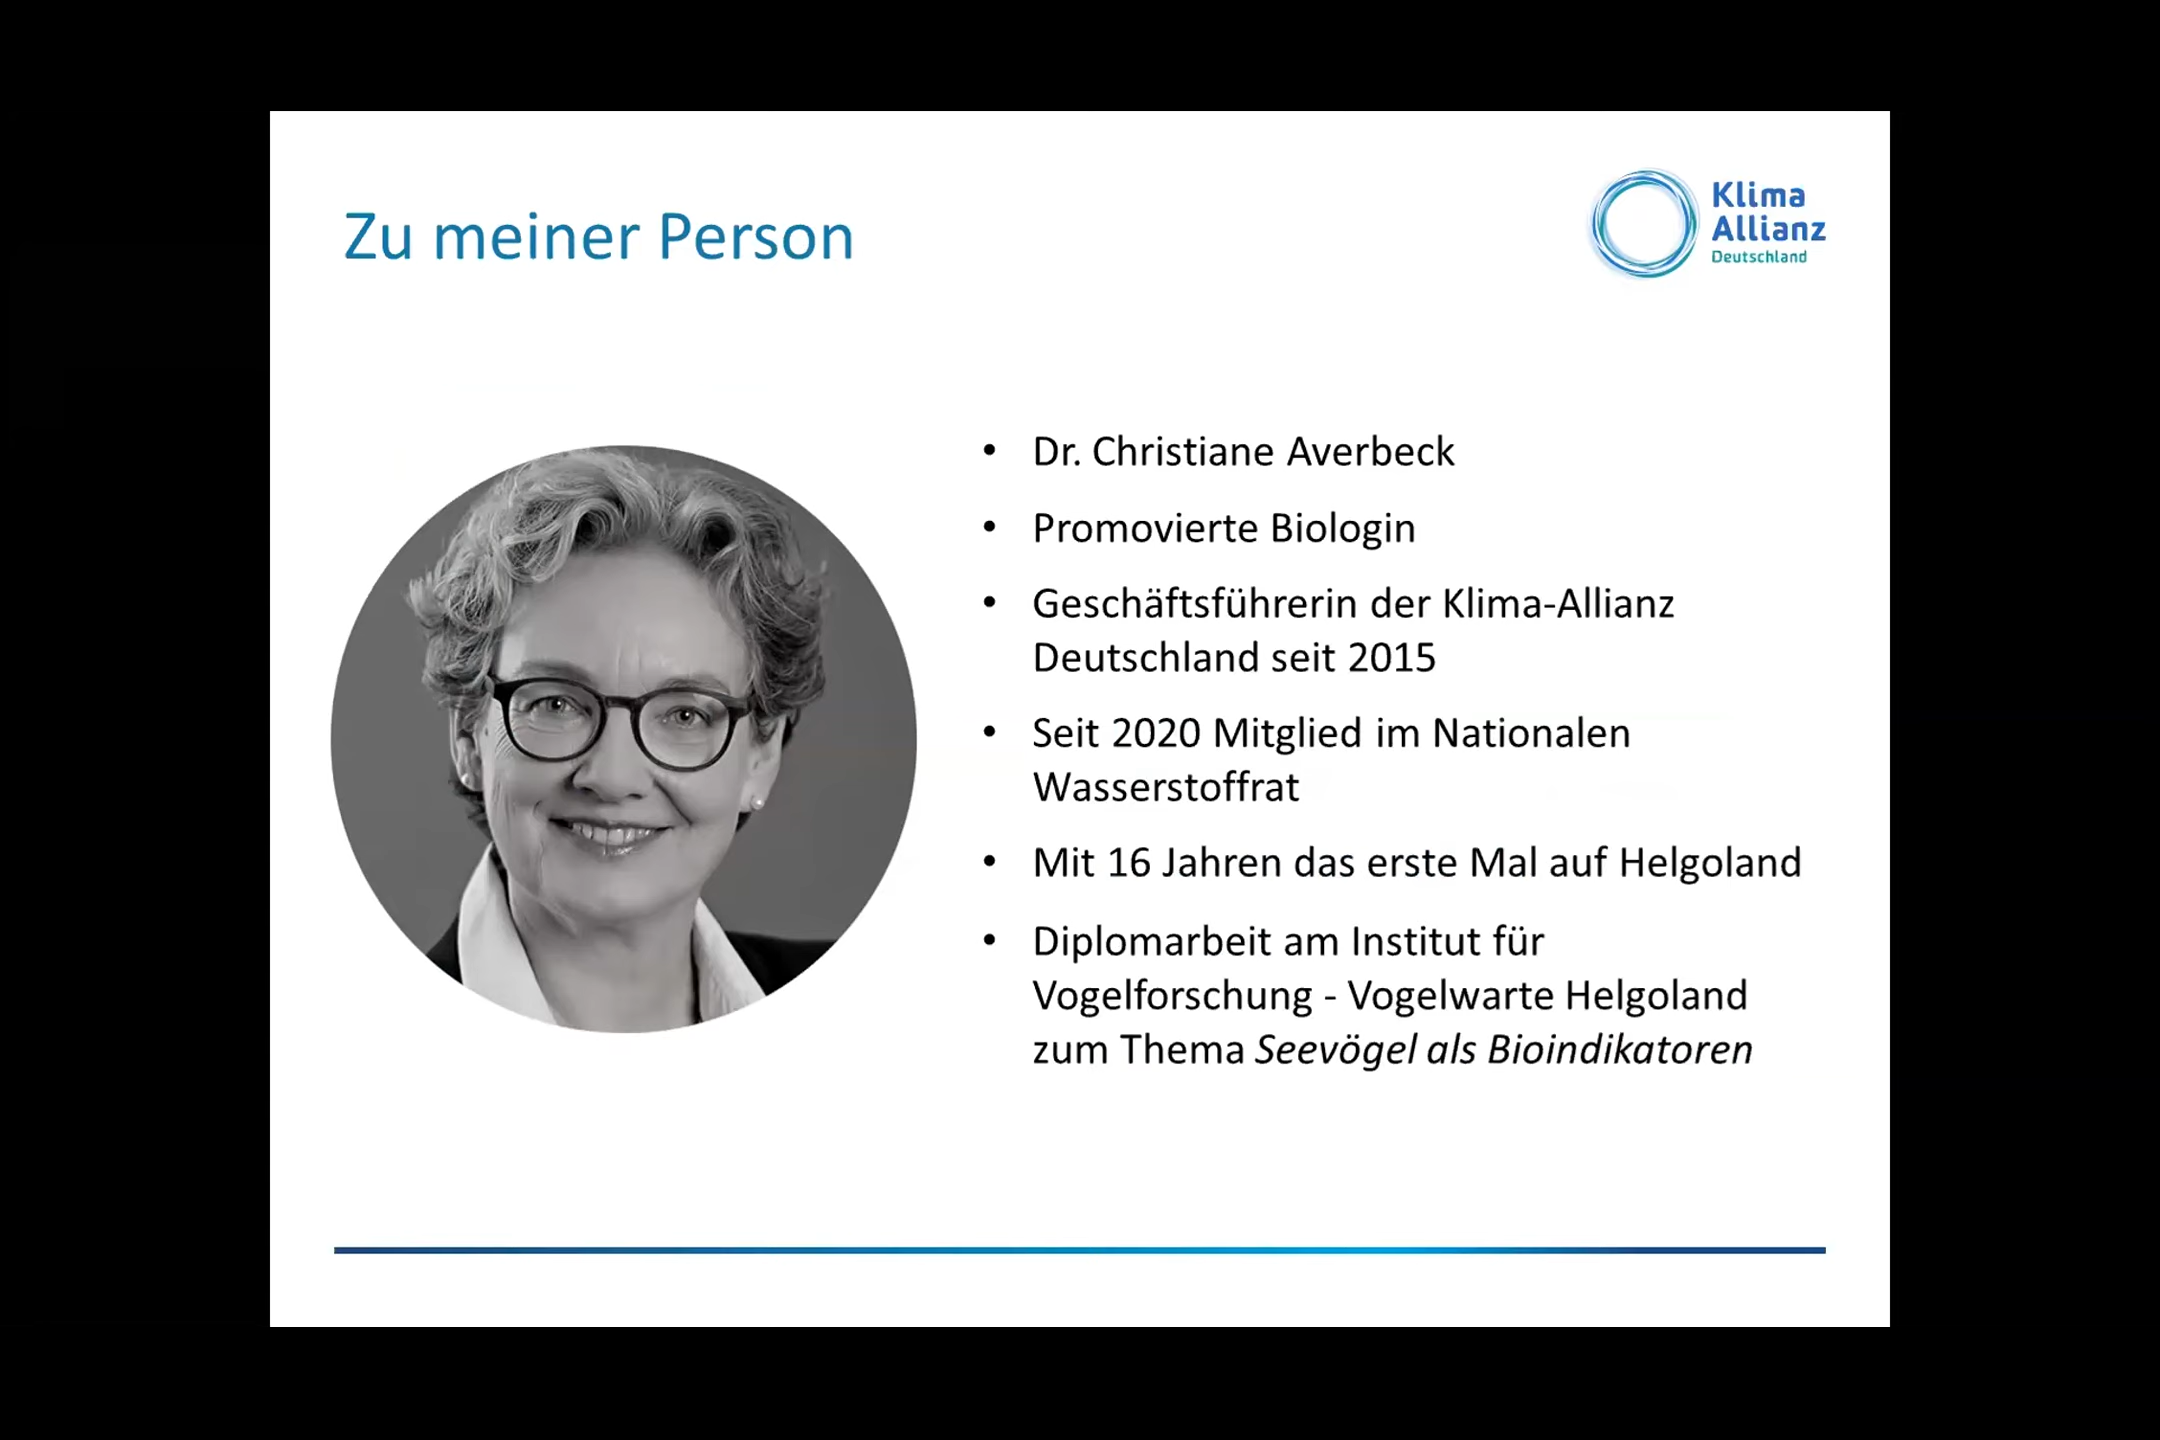 Zu meiner Person
Klima
Allianz
Deutschland
• Dr. Christiane Averbeck
• Promovierte Biologin
• Geschäftsführerin der Klima-Allianz
Deutschland seit 2015
• Seit 2020 Mitglied im Nationalen
Wasserstoffrat
• Mit 16 Jahren das erste Mal auf Helgoland
• Diplomarbeit am Institut für
Vogelforschung - Vogelwarte Helgoland
zum Thema Seevögel als Bioindikatoren